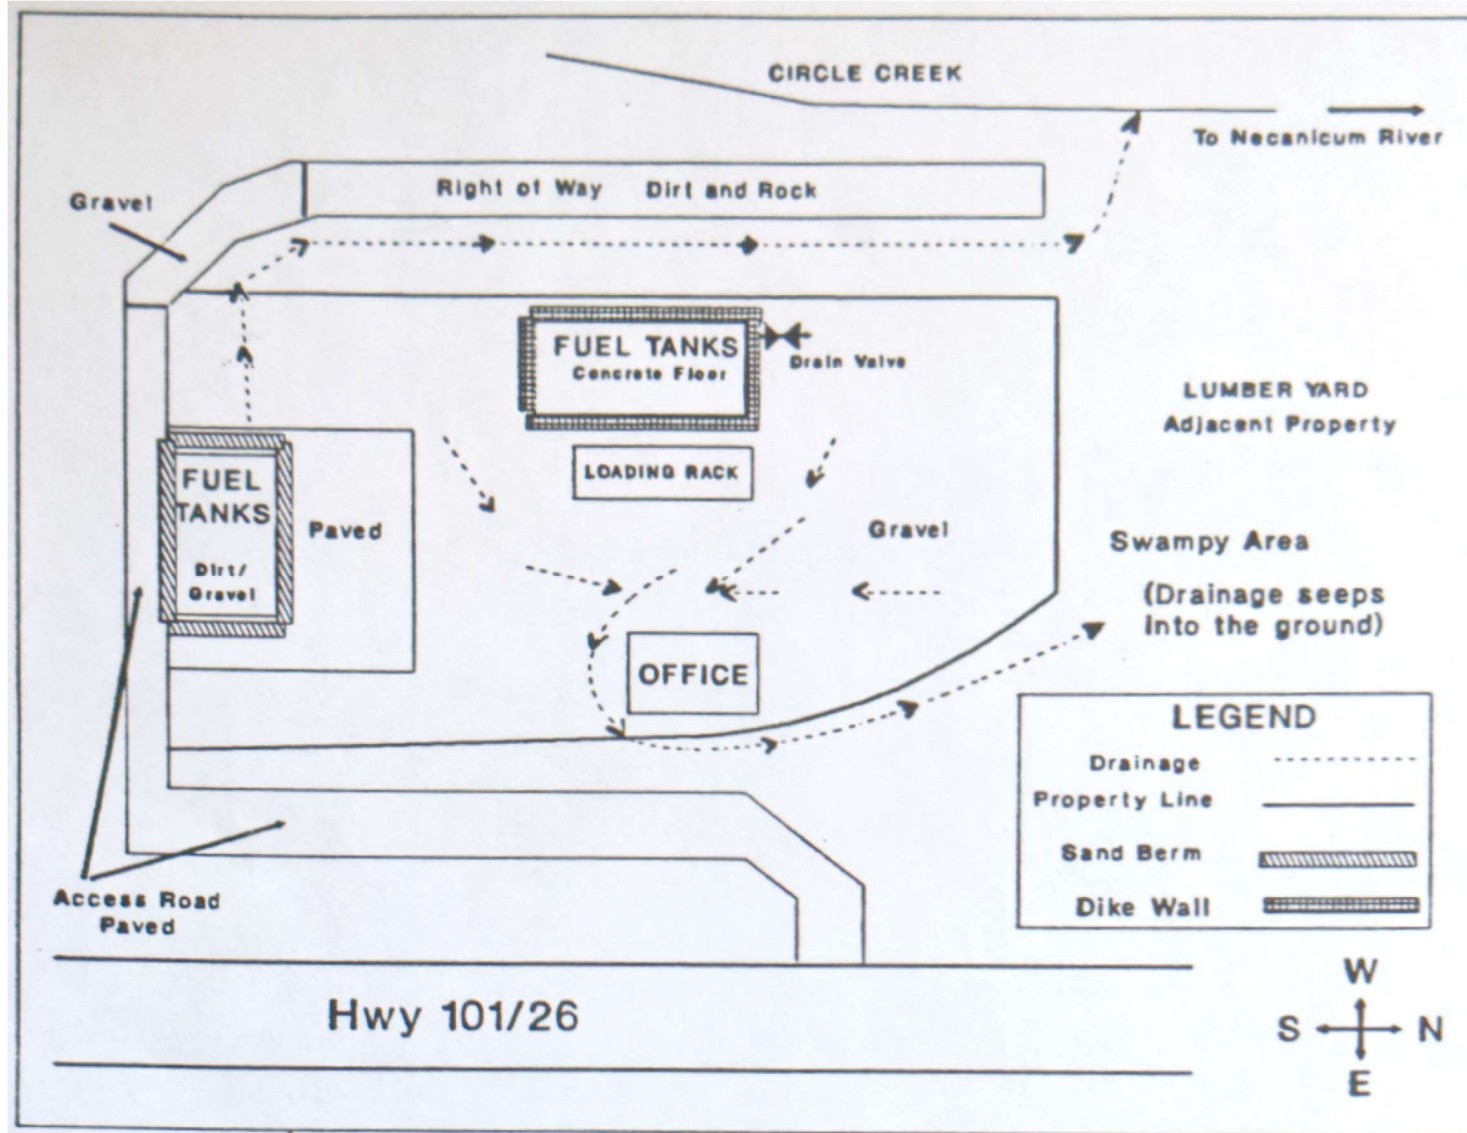 CIRCLE CREEK
To Necanicum River
Right of Way Dirt and Rock
Gravel
FUEL TANKS
Concrete Floor
Drain Valve
LUMBER YARD
Adjacent Property
LOADING RACK
FUEL
TANKS
Dirt/
Gravel
Paved
Gravel
Swampy Area
(Drainage seeps
into the ground)
OFFICE
LEGEND
Drainage
Property Line
Sand Berm
Dike Wall
Access Road
Paved
Hwy 101/26
W
S N
E